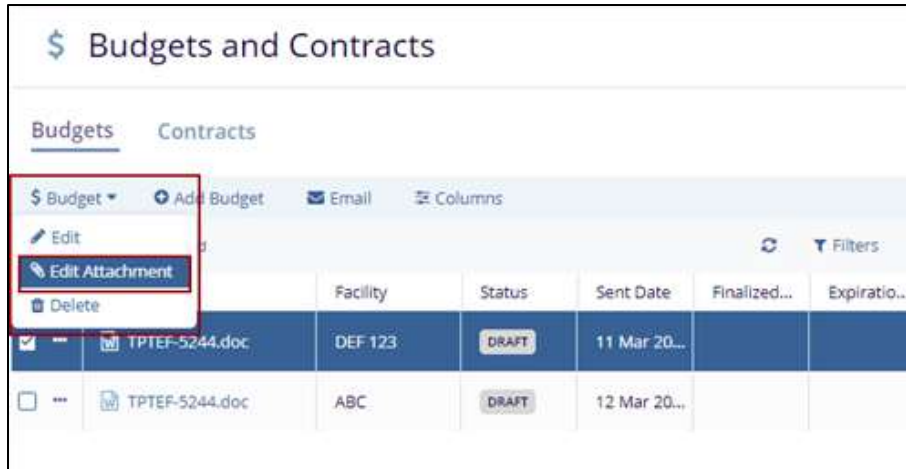 $ Budgets and Contracts
Budgets Contracts
$ Budget Add Budget Email Columns
Edit
Filters
Edit Attachment
Delete
Facility Status Sent Date Finalized... Expiratio...
TPTEF-5244.doc DEF 123 DRAFT 11 Mar 20...
TPTEF-5244.doc ABC DRAFT 12 Mar 20...